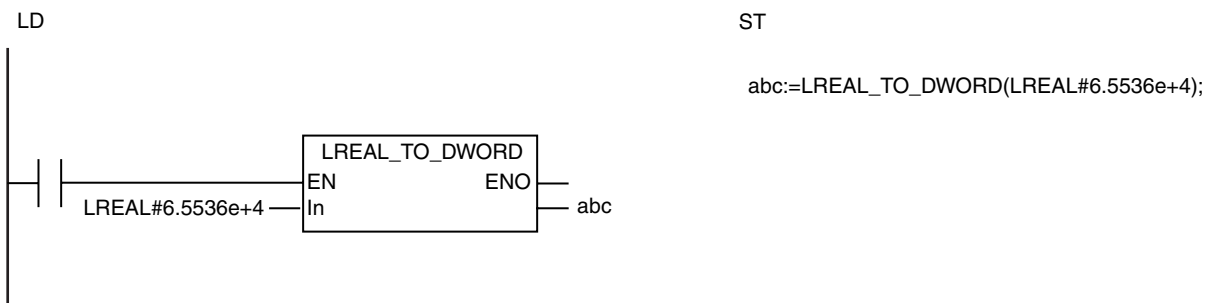 LD
ST
abc:=LREAL_TO_DWORD(LREAL#6.5536e+4);
LREAL_TO_DWORD
EN ENO
LREAL#6.5536e+4 In abc